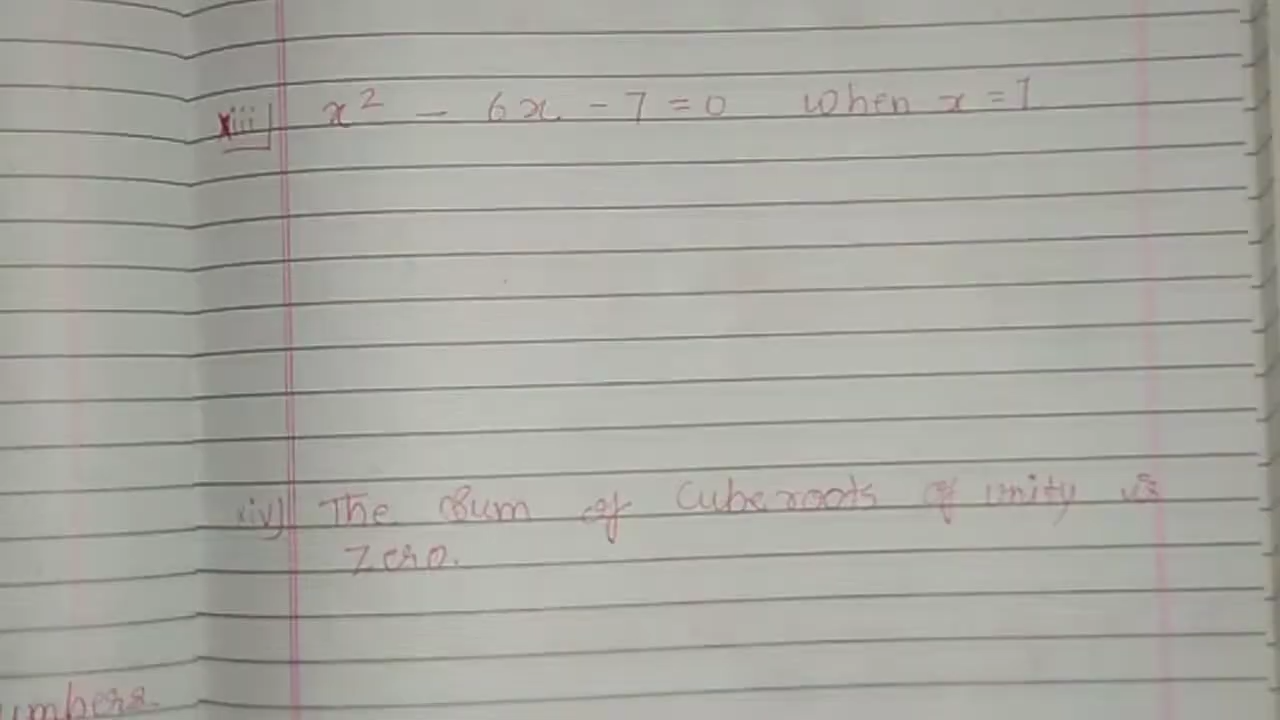 xiii] x² - 6x - 7 = 0 when x = 7
xiv] The sum of cube roots of unity is
zero.
umbers.